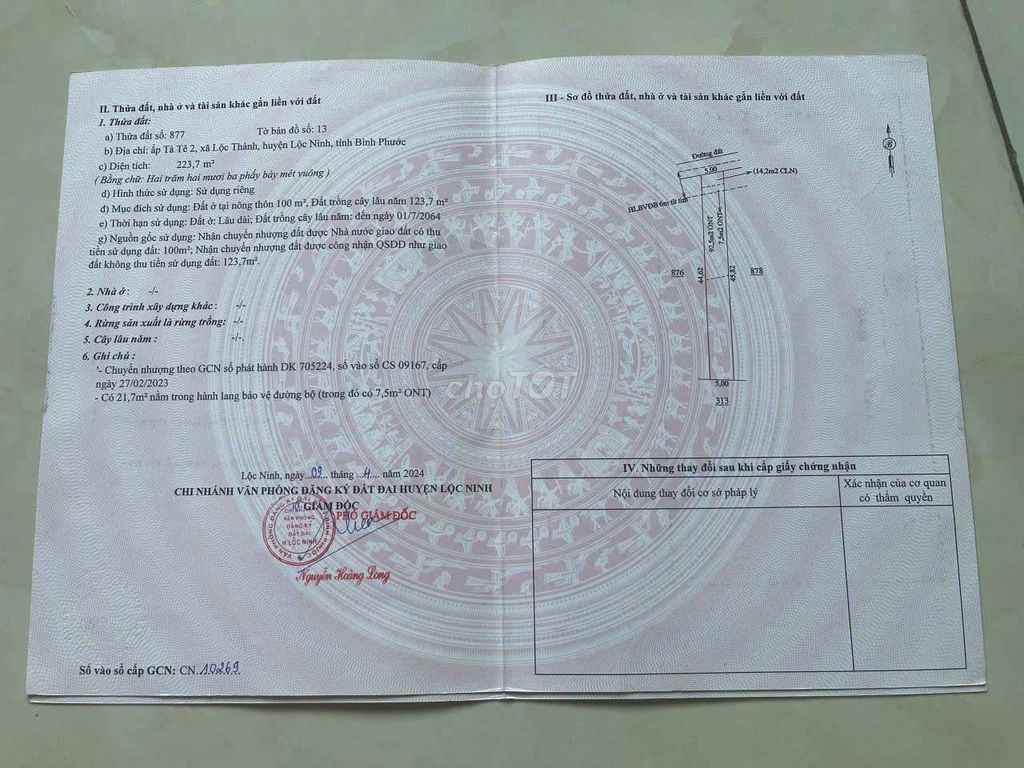 II. Thửa đất, nhà ở và tài sản khác gắn liền với đất
1. Thửa đất:
a) Thửa đất số: 877 Tờ bản đồ số: 13
b) Địa chỉ: ấp Tà Tê 2, xã Lộc Thành, huyện Lộc Ninh, tỉnh Bình Phước
c) Diện tích: 223,7 m²
( Bằng chữ: Hai trăm hai mươi ba phẩy bảy mét vuông )
d) Hình thức sử dụng: Sử dụng riêng
đ) Mục đích sử dụng: Đất ở tại nông thôn 100 m², Đất trồng cây lâu năm 123,7 m²
e) Thời hạn sử dụng: Đất ở: Lâu dài; Đất trồng cây lâu năm: đến ngày 01/7/2064
g) Nguồn gốc sử dụng: Nhận chuyển nhượng đất được Nhà nước giao đất có thu
tiền sử dụng đất: 100m²; Nhận chuyển nhượng đất được công nhận QSDĐ như giao
đất không thu tiền sử dụng đất: 123,7m².
2. Nhà ở : -/-
3. Công trình xây dựng khác : -/-
4. Rừng sản xuất là rừng trồng: -/-
5. Cây lâu năm : -/-.
6. Ghi chú :
'- Chuyển nhượng theo GCN số phát hành DK 705224, số vào sổ CS 09167, cấp
ngày 27/02/2023
- Có 21,7m² nằm trong hành lang bảo vệ đường bộ (trong đó có 7,5m² ONT)
Lộc Ninh, ngày...09... tháng ...4.... năm 2024
CHI NHÁNH VĂN PHÒNG ĐĂNG KÝ ĐẤT ĐAI HUYỆN LỘC NINH
KT GIÁM ĐỐC
PHÓ GIÁM ĐỐC
VĂN PHÒNG
ĐĂNG KÝ
ĐẤT ĐAI
H.LỘC NINH
Nguyễn Hoàng Long
Số vào sổ cấp GCN: CN.10269.
III - Sơ đồ thửa đất, nhà ở và tài sản khác gắn liền với đất
Đường đất
5,00
(14,2m2 CLN)
HLBVĐB 6m từ tim
92,5m2 ONT
7,5m2 ONT
876
44,62
45,82
878
5,00
313
IV. Những thay đổi sau khi cấp giấy chứng nhận
Nội dung thay đổi cơ sở pháp lý
Xác nhận của cơ quan
có thẩm quyền
choTỐT